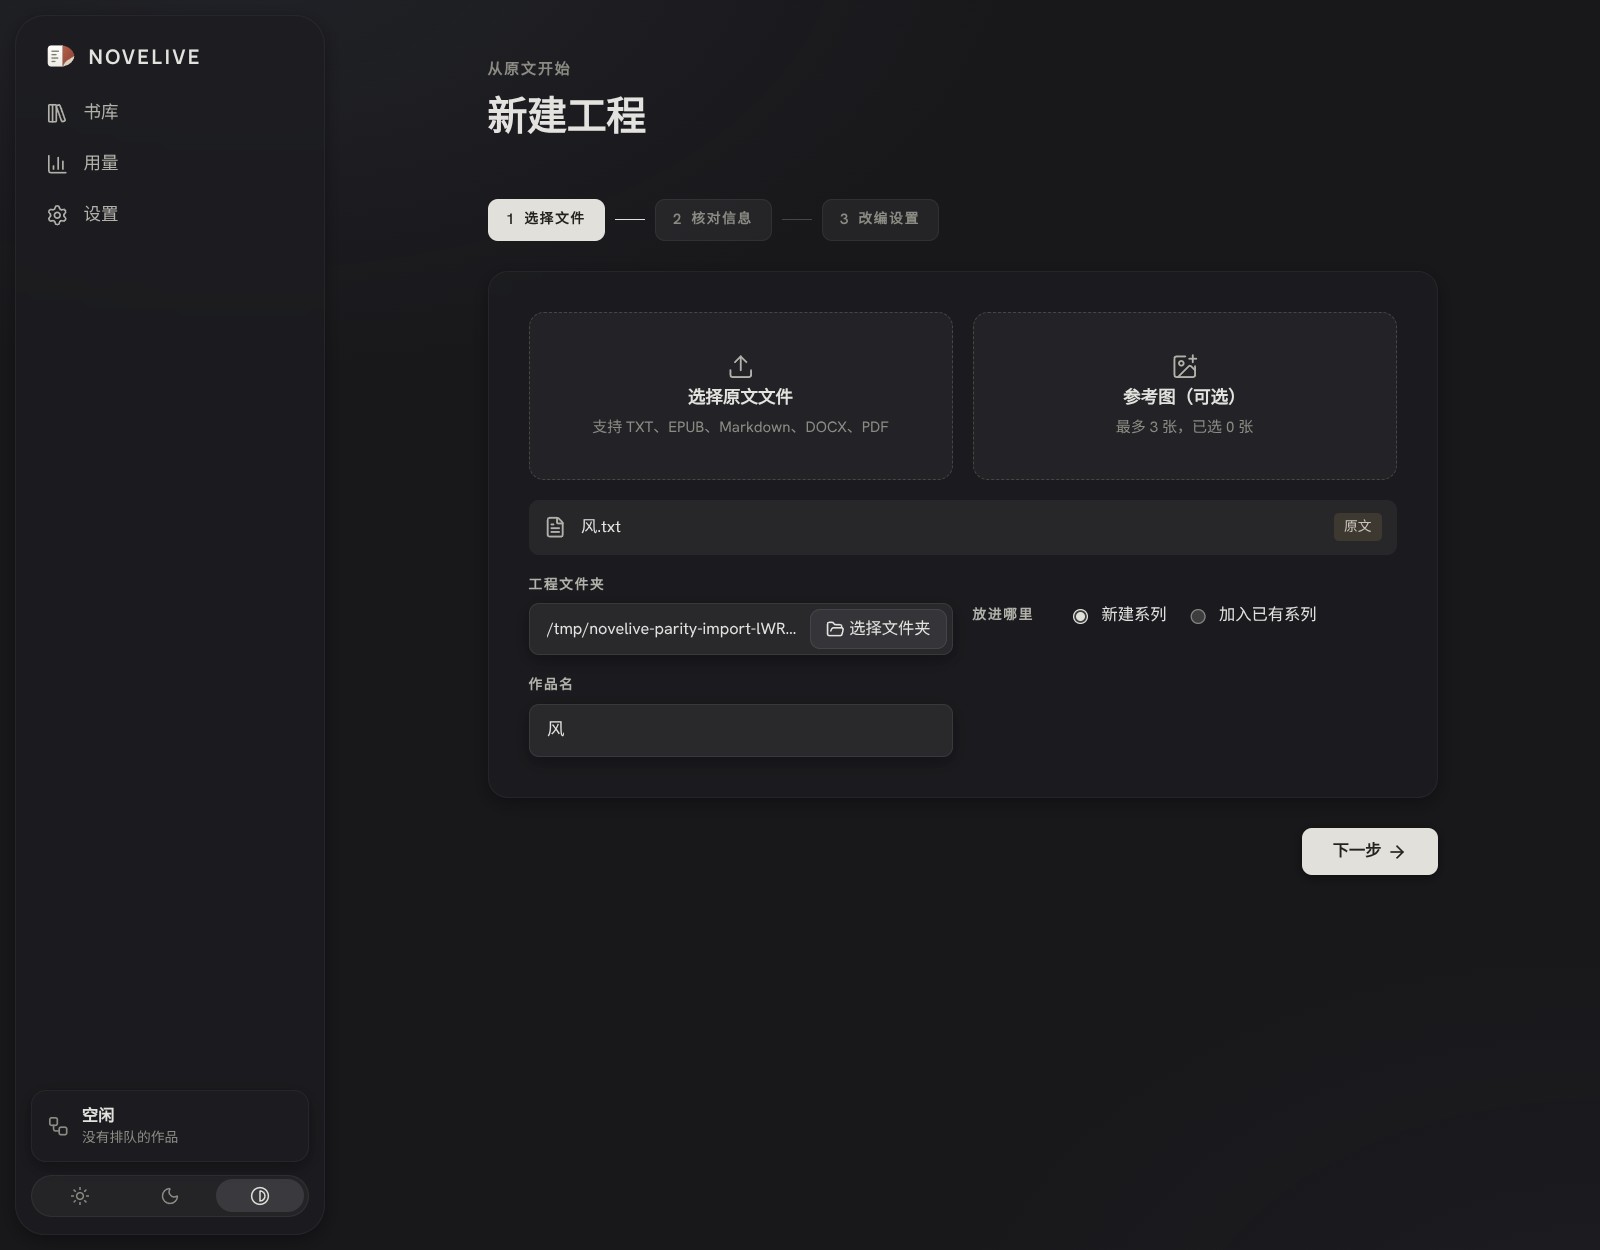 NOVELIVE
书库
用量
设置
从原文开始
新建工程
1 选择文件
2 核对信息
3 改编设置
选择原文文件
支持 TXT、EPUB、Markdown、DOCX、PDF
参考图（可选）
最多 3 张，已选 0 张
风.txt
原文
工程文件夹
/tmp/novelive-parity-import-lWR...
选择文件夹
放进哪里
新建系列
加入已有系列
作品名
风
下一步
空闲
没有排队的作品